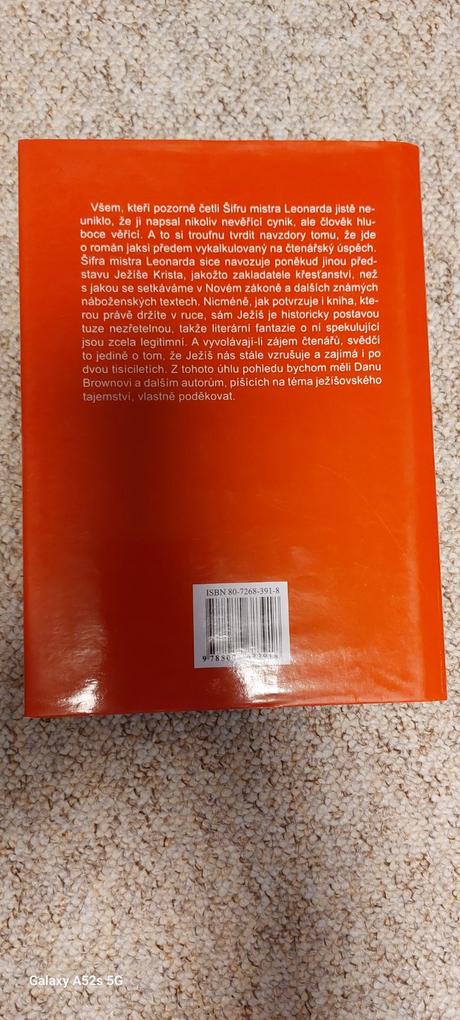 Všem, kteří pozorně četli Šifru mistra Leonarda jistě ne-
uniklo, že ji napsal nikoliv nevěřící cynik, ale člověk hlu-
boce věřící. A to si troufnu tvrdit navzdory tomu, že jde
o román jaksi předem vykalkulovaný na čtenářský úspěch.
Šifra mistra Leonarda sice navozuje poněkud jinou před-
stavu Ježíše Krista, jakožto zakladatele křesťanství, než
s jakou se setkáváme v Novém zákoně a dalších známých
náboženských textech. Nicméně, jak potvrzuje i kniha, kte-
rou právě držíte v ruce, sám Ježíš je historicky postavou
tuze nezřetelnou, takže literární fantazie o ní spekulující
jsou zcela legitimní. A vyvolávají-li zájem čtenářů, svědčí
to jedině o tom, že Ježíš nás stále vzrušuje a zajímá i po
dvou tisíciletích. Z tohoto úhlu pohledu bychom měli Danu
Brownovi a dalším autorům, píšících na téma ježíšovského
tajemství, vlastně poděkovat.
ISBN 80-7268-391-8
Galaxy A52s 5G